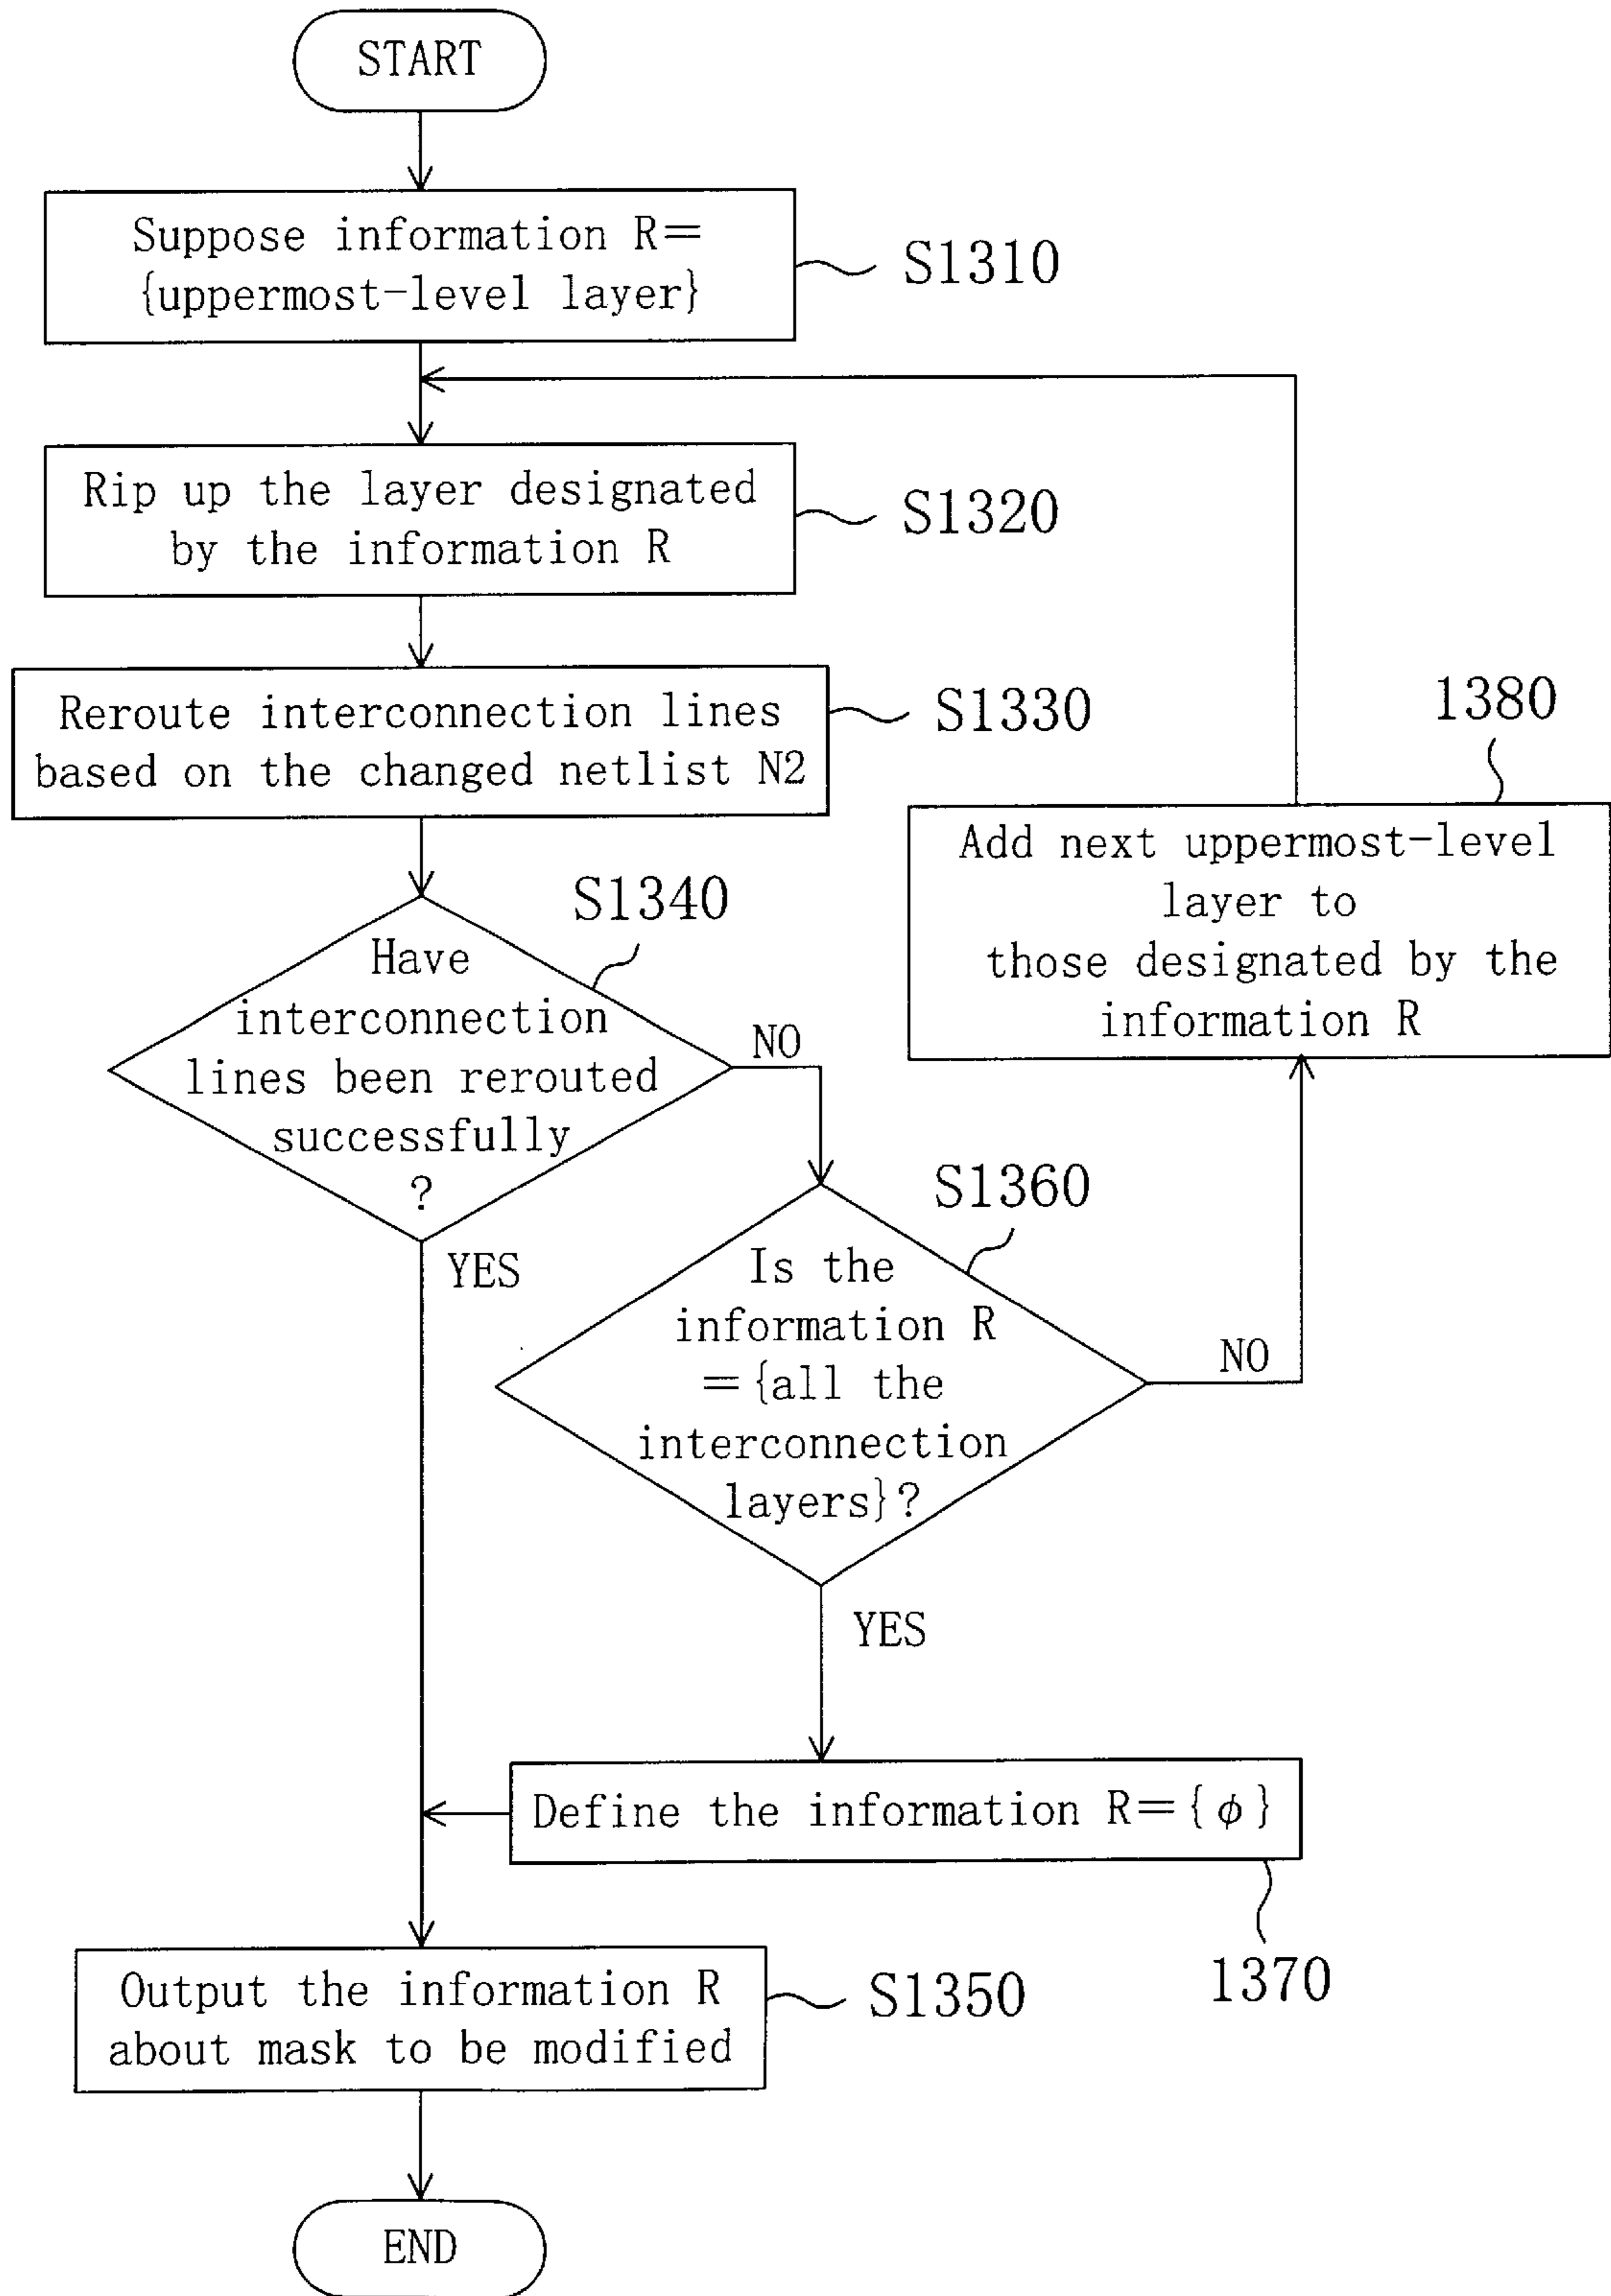 START
Suppose information R=
{uppermost-level layer}
S1310
Rip up the layer designated
by the information R
S1320
Reroute interconnection lines
based on the changed netlist N2
S1330
1380
Add next uppermost-level
layer to
those designated by the
information R
S1340
Have
interconnection
lines been rerouted
successfully
?
NO
YES
S1360
Is the
information R
={all the
interconnection
layers}?
NO
YES
Define the information R={ϕ}
1370
Output the information R
about mask to be modified
S1350
END